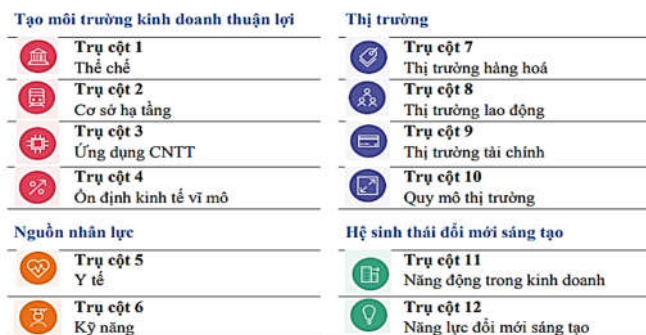 Tạo môi trường kinh doanh thuận lợi
Trụ cột 1
Thể chế
Trụ cột 2
Cơ sở hạ tầng
Trụ cột 3
Ứng dụng CNTT
Trụ cột 4
Ổn định kinh tế vĩ mô
Nguồn nhân lực
Trụ cột 5
Y tế
Trụ cột 6
Kỹ năng
Thị trường
Trụ cột 7
Thị trường hàng hoá
Trụ cột 8
Thị trường lao động
Trụ cột 9
Thị trường tài chính
Trụ cột 10
Quy mô thị trường
Hệ sinh thái đổi mới sáng tạo
Trụ cột 11
Năng động trong kinh doanh
Trụ cột 12
Năng lực đổi mới sáng tạo